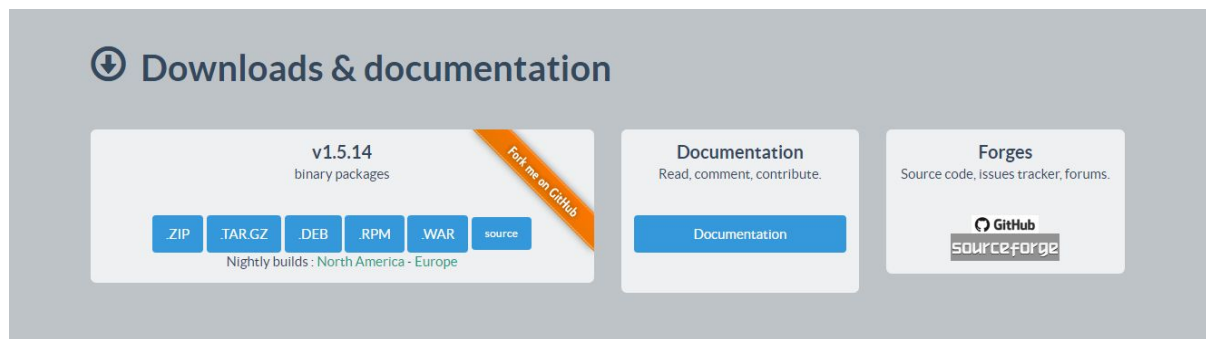 Downloads & documentation
v1.5.14
binary packages
Fork me on GitHub
.ZIP .TAR.GZ .DEB .RPM .WAR source
Nightly builds : North America - Europe
Documentation
Read, comment, contribute.
Documentation
Forges
Source code, issues tracker, forums.
GitHub
sourceforge